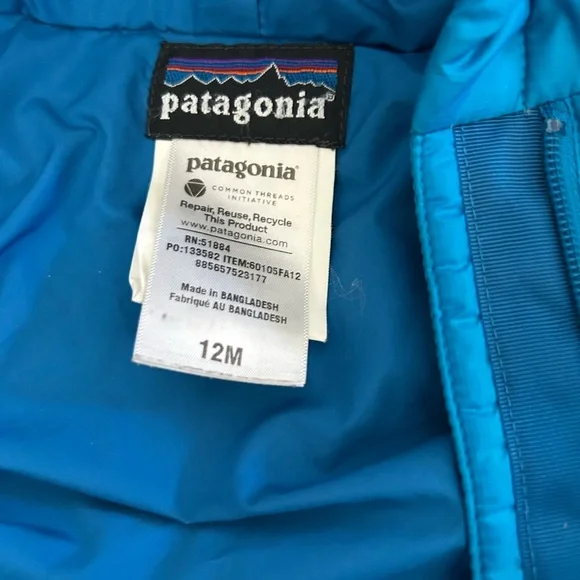 patagonia®
patagonia®
COMMON THREADS
INITIATIVE
Repair, Reuse, Recycle
This Product
www.patagonia.com
RN:51884
PO:133582 ITEM:60105FA12
885657523177
Made in BANGLADESH
Fabriqué AU BANGLADESH
12M